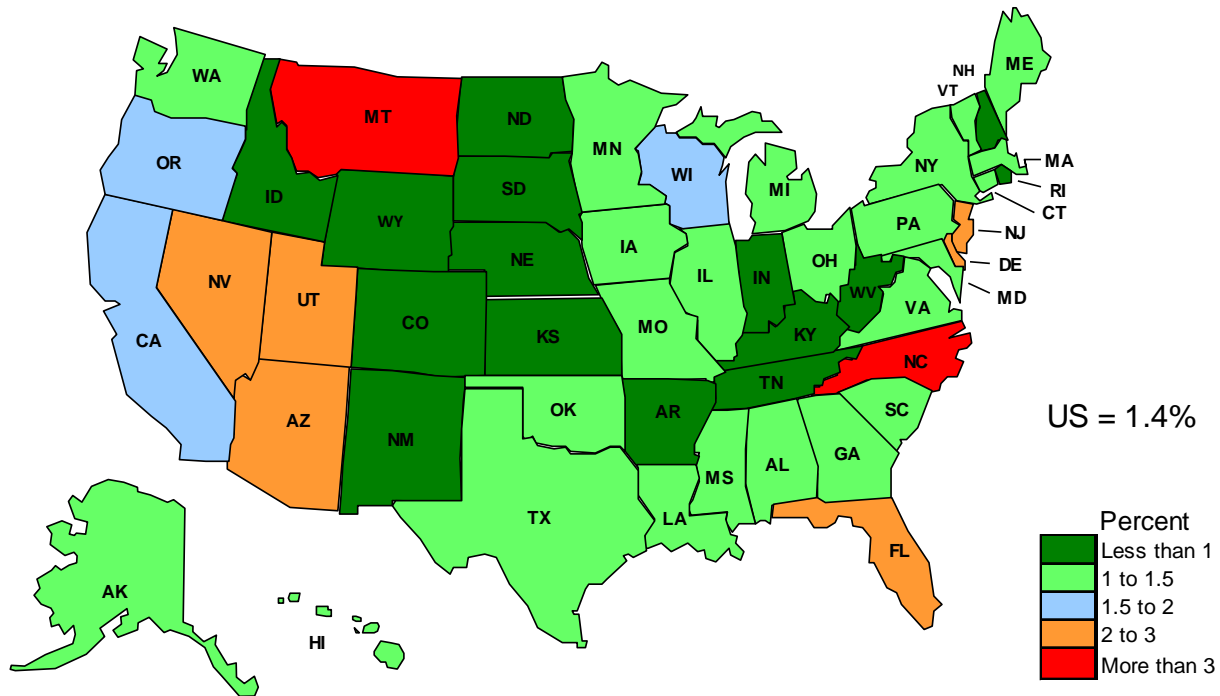 NH
VT
ME
WA
MT
ND
MN
OR
ID
SD
WI
MI
NY
MA
RI
CT
WY
PA
NJ
IA
NE
NV
UT
IL
IN
OH
DE
MD
WV
VA
CO
CA
KS
MO
KY
NC
TN
AZ
NM
OK
AR
SC
US = 1.4%
MS
AL
GA
TX
LA
FL
AK
HI
Percent
Less than 1
1 to 1.5
1.5 to 2
2 to 3
More than 3